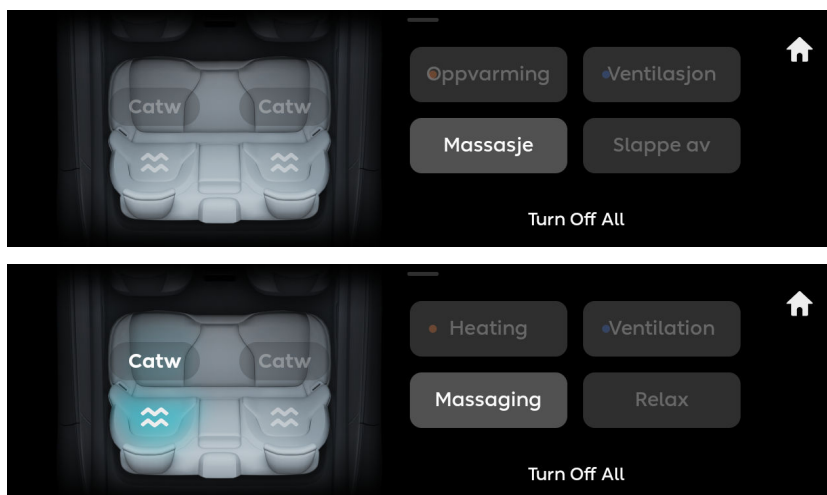 Catw Catw
Oppvarming Ventilasjon
Massasje Slappe av
Turn Off All
Catw Catw
Heating Ventilation
Massaging Relax
Turn Off All